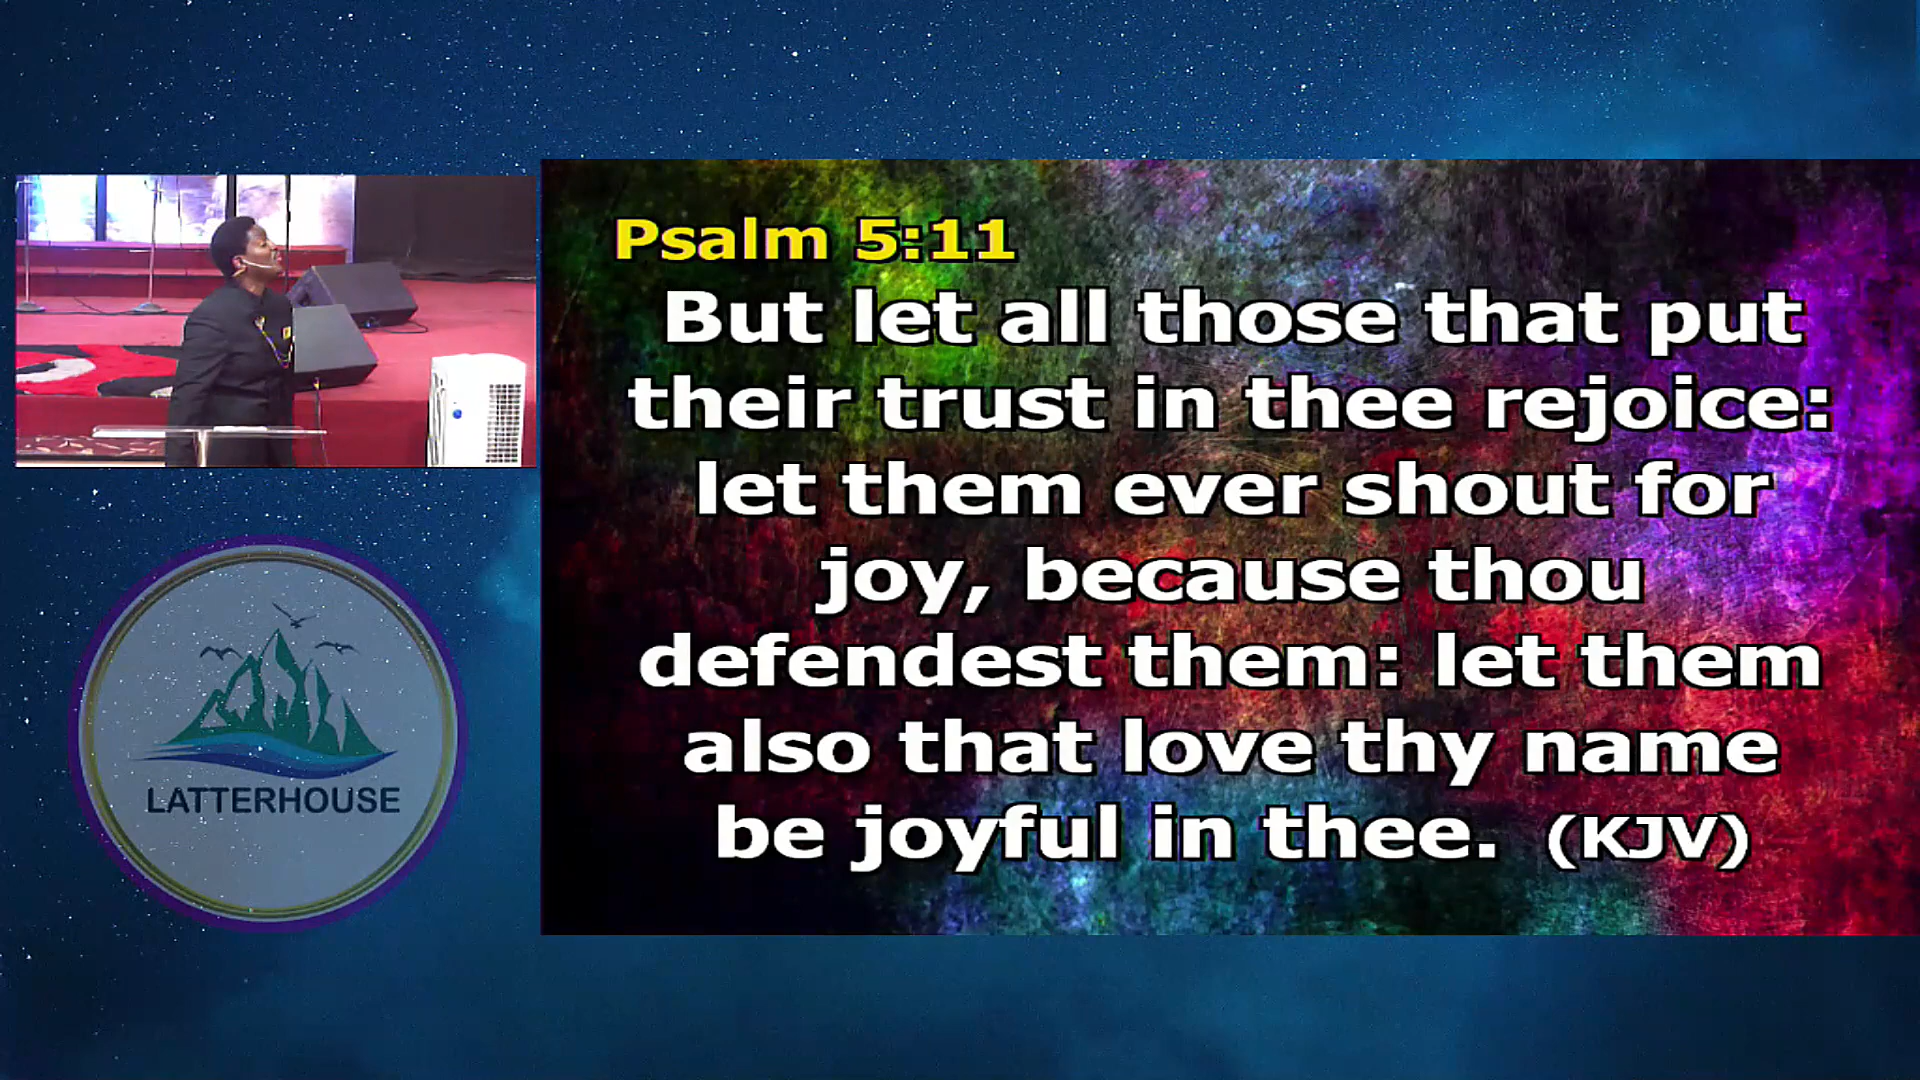 Psalm 5:11
But let all those that put
their trust in thee rejoice:
let them ever shout for
joy, because thou
defendest them: let them
also that love thy name
be joyful in thee. (KJV)
LATTERHOUSE